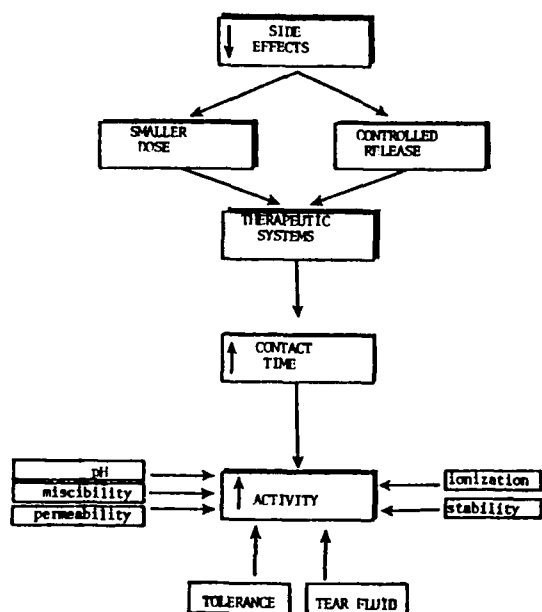 SIDE
EFFECTS
SMALLER
DOSE
CONTROLLED
RELEASE
THERAPEUTIC
SYSTEMS
CONTACT
TIME
pH
miscibility
permeability
ACTIVITY
ionization
stability
TOLERANCE
TEAR FLUID